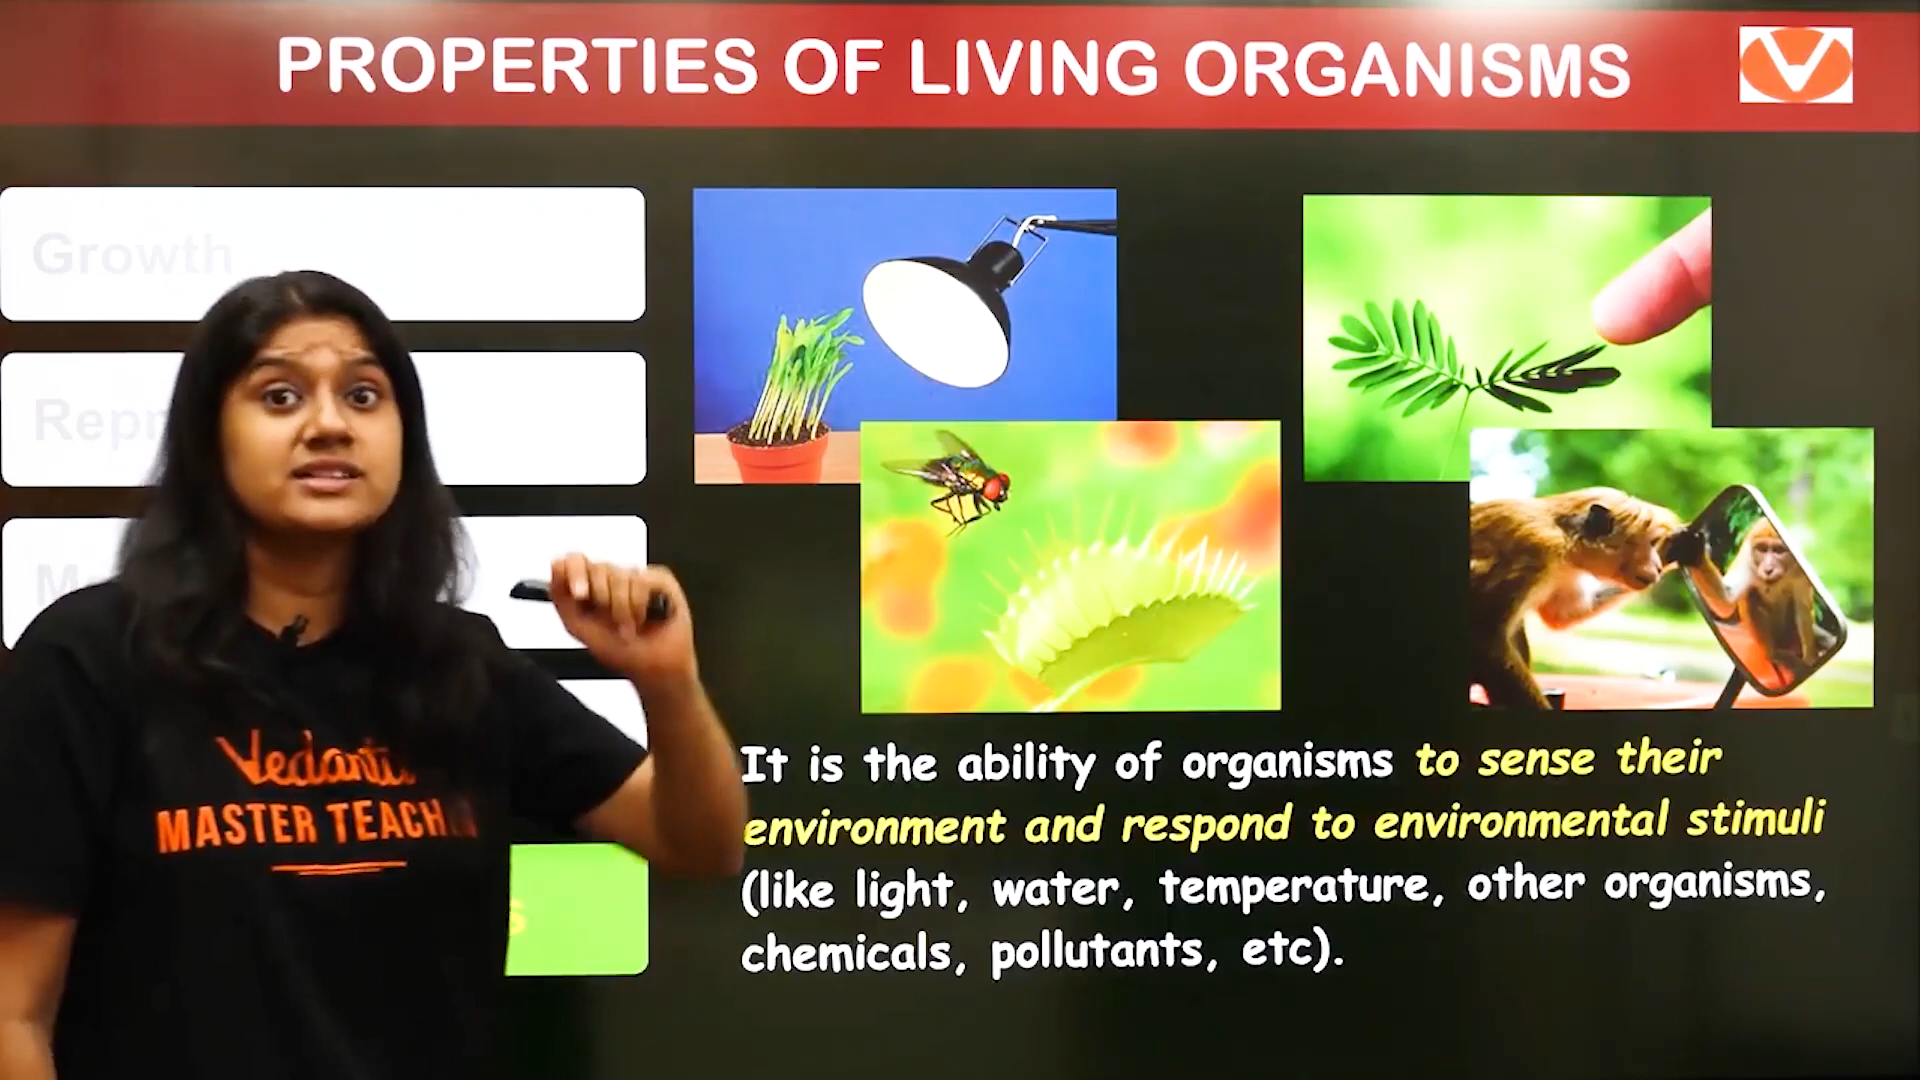 PROPERTIES OF LIVING ORGANISMS
Growth
Vedantu
MASTER TEACH
It is the ability of organisms to sense their
environment and respond to environmental stimuli
(like light, water, temperature, other organisms,
chemicals, pollutants, etc).